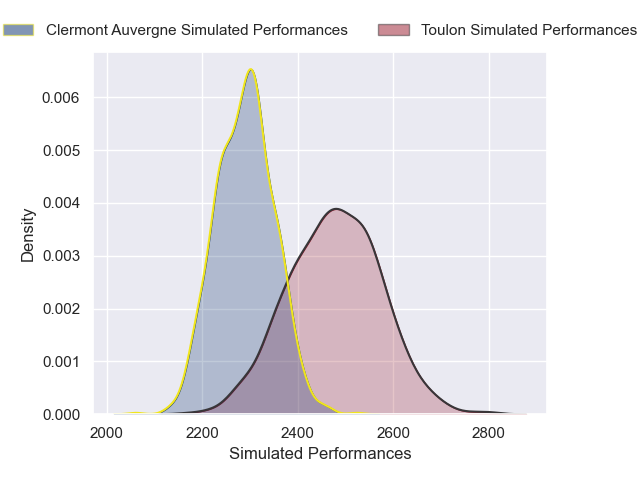 Clermont Auvergne Simulated Performances
Toulon Simulated Performances
0.006
0.005
0.004
0.003
0.002
0.001
0.000
Density
2000 2200 2400 2600 2800
Simulated Performances